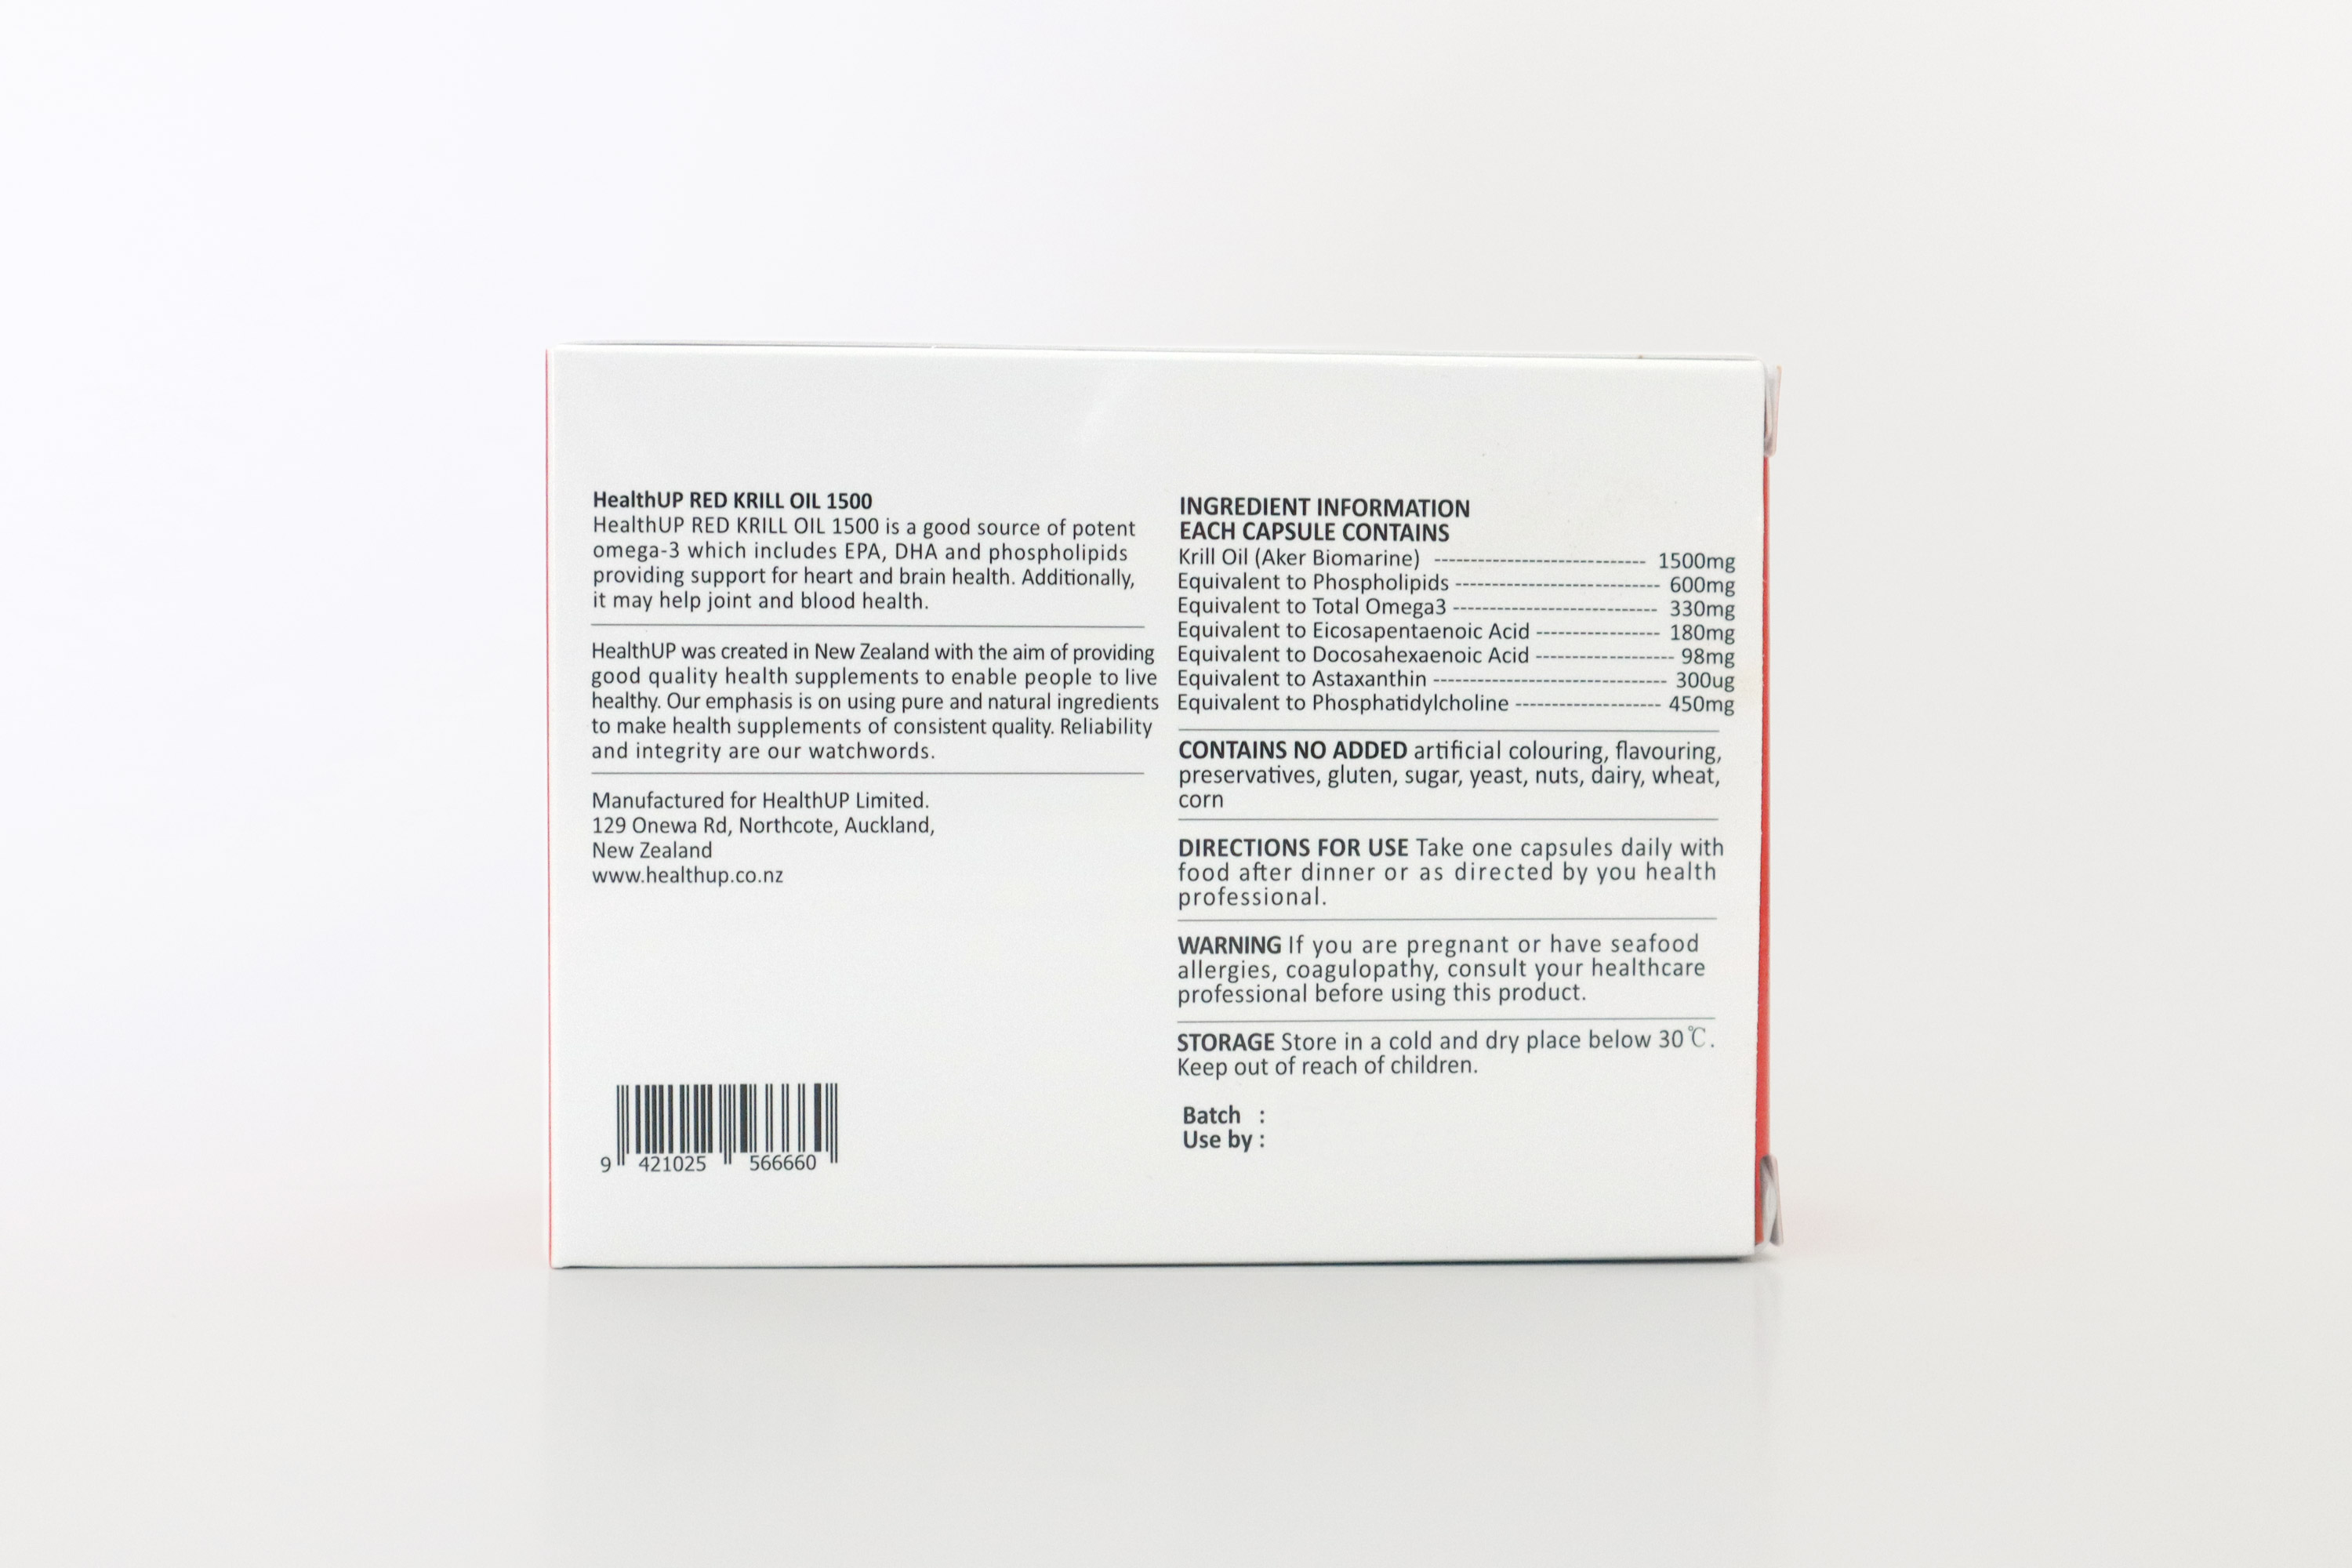 HealthUP RED KRILL OIL 1500
HealthUP RED KRILL OIL 1500 is a good source of potent
omega-3 which includes EPA, DHA and phospholipids
providing support for heart and brain health. Additionally,
it may help joint and blood health.
HealthUP was created in New Zealand with the aim of providing
good quality health supplements to enable people to live
healthy. Our emphasis is on using pure and natural ingredients
to make health supplements of consistent quality. Reliability
and integrity are our watchwords.
Manufactured for HealthUP Limited.
129 Onewa Rd, Northcote, Auckland,
New Zealand
www.healthup.co.nz
9 421025 566660
INGREDIENT INFORMATION
EACH CAPSULE CONTAINS
Krill Oil (Aker Biomarine) ---------------------------- 1500mg
Equivalent to Phospholipids --------------------------- 600mg
Equivalent to Total Omega3 --------------------------- 330mg
Equivalent to Eicosapentaenoic Acid ----------------- 180mg
Equivalent to Docosahexaenoic Acid ------------------- 98mg
Equivalent to Astaxanthin ------------------------------- 300ug
Equivalent to Phosphatidylcholine ------------------- 450mg
CONTAINS NO ADDED artificial colouring, flavouring,
preservatives, gluten, sugar, yeast, nuts, dairy, wheat,
corn
DIRECTIONS FOR USE Take one capsules daily with
food after dinner or as directed by you health
professional.
WARNING If you are pregnant or have seafood
allergies, coagulopathy, consult your healthcare
professional before using this product.
STORAGE Store in a cold and dry place below 30℃.
Keep out of reach of children.
Batch :
Use by :